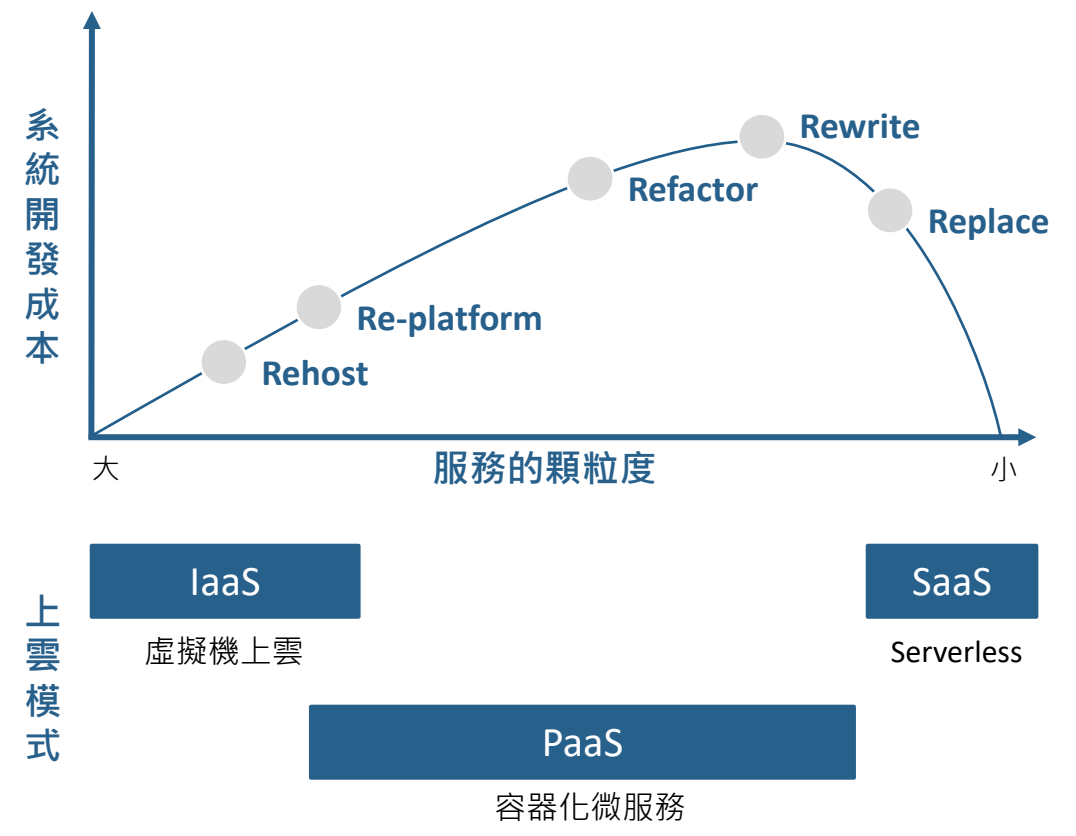 系統開發成本
Rewrite
Refactor
Replace
Re-platform
Rehost
大
服務的顆粒度
小
上雲模式
IaaS
SaaS
虛擬機上雲
Serverless
PaaS
容器化微服務